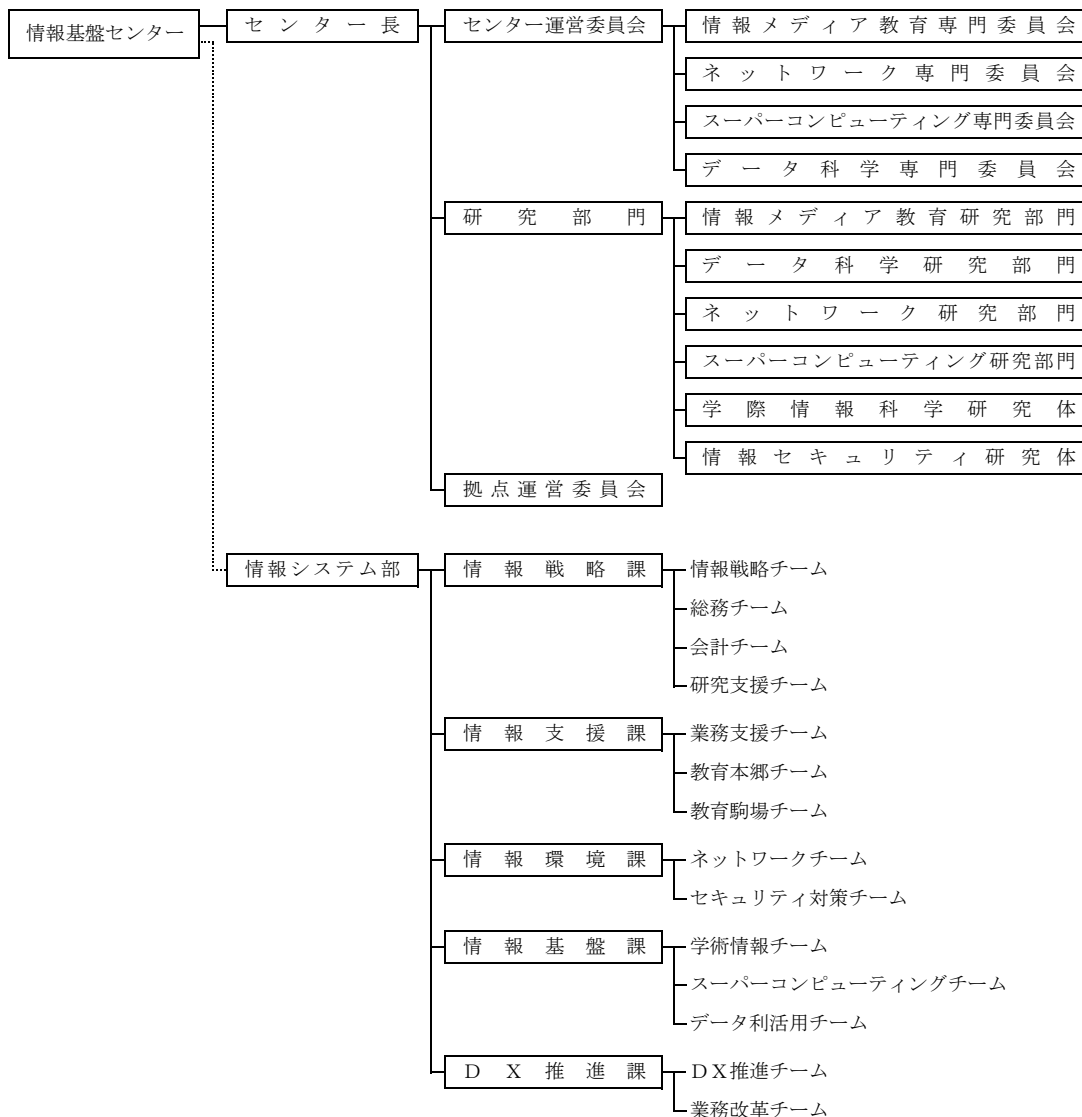 情報基盤センター
センター長
センター運営委員会
情報メディア教育専門委員会
ネットワーク専門委員会
スーパーコンピューティング専門委員会
データ科学専門委員会
研究部門
情報メディア教育研究部門
データ科学研究部門
ネットワーク研究部門
スーパーコンピューティング研究部門
学際情報科学研究体
情報セキュリティ研究体
拠点運営委員会
情報システム部
情報戦略課
情報戦略チーム
総務チーム
会計チーム
研究支援チーム
情報支援課
業務支援チーム
教育本郷チーム
教育駒場チーム
情報環境課
ネットワークチーム
セキュリティ対策チーム
情報基盤課
学術情報チーム
スーパーコンピューティングチーム
データ利活用チーム
ＤＸ推進課
ＤＸ推進チーム
業務改革チーム